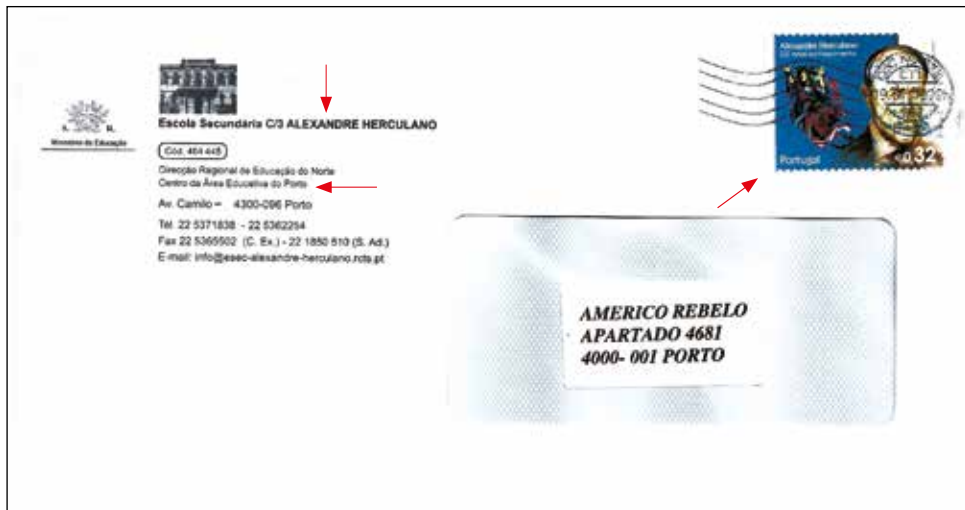 Ministério da Educação
Escola Secundária C/3 ALEXANDRE HERCULANO
Cód. 404 445
Direcção Regional de Educação do Norte
Centro da Área Educativa do Porto
Av. Camilo – 4300-096 Porto
Tel. 22 5371838 - 22 5362254
Fax 22 5365502 (C. Ex.) - 22 1850 510 (S. Ad.)
E-mail: info@esec-alexandre-herculano.rcts.pt
Alexandre Herculano
Portugal
0,32
AMERICO REBELO
APARTADO 4681
4000- 001 PORTO